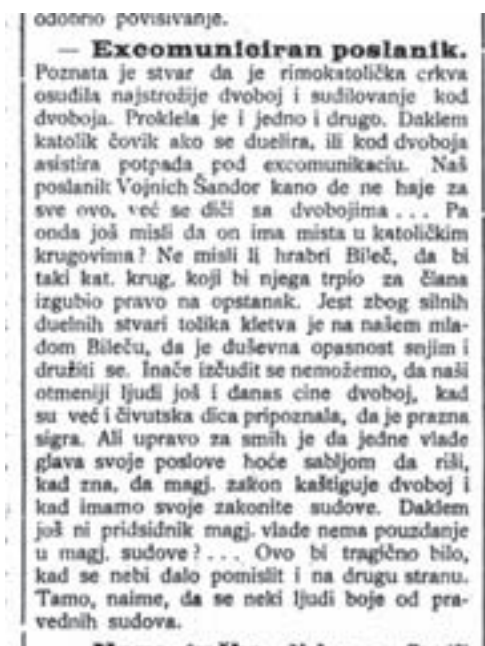 odobrio povisivanje.
— Excomuniciran poslanik.
Poznata je stvar da je rimokatolička crkva
osudila najstrožije dvoboj i sudilovanje kod
dvoboja. Proklela je i jedno i drugo. Daklem
katolik čovik ako se duelira, ili kod dvoboja
asistira potpada pod excomunikaciu. Naš
poslanik Vojnich Šandor kano de ne haje za
sve ovo, već se diči sa dvobojima . . . Pa
onda još misli da on ima mista u katoličkim
krugovima? Ne misli li hrabri Bileč, da bi
taki kat. krug, koji bi njega trpio za člana
izgubio pravo na opstanak. Jest zbog silnih
duelnih stvari tolika kletva je na našem mla-
dom Bileču, da je duševna opasnost snjim i
družiti se. Inače izčudit se nemožemo, da naši
otmeniji ljudi još i danas cine dvoboj, kad
su već i čivutska dica pripoznala, da je prazna
sigra. Ali upravo za smih je da jedne vlade
glava svoje poslove hoće sabljom da riši,
kad zna, da magj. zakon kaštiguje dvoboj i
kad imamo svoje zakonite sudove. Daklem
još ni pridsidnik magj. vlade nema pouzdanje
u magj. sudove? . . . Ovo bi tragično bilo,
kad se nebi dalo pomislit i na drugu stranu.
Tamo, naime, da se neki ljudi boje od pra-
vednih sudova.